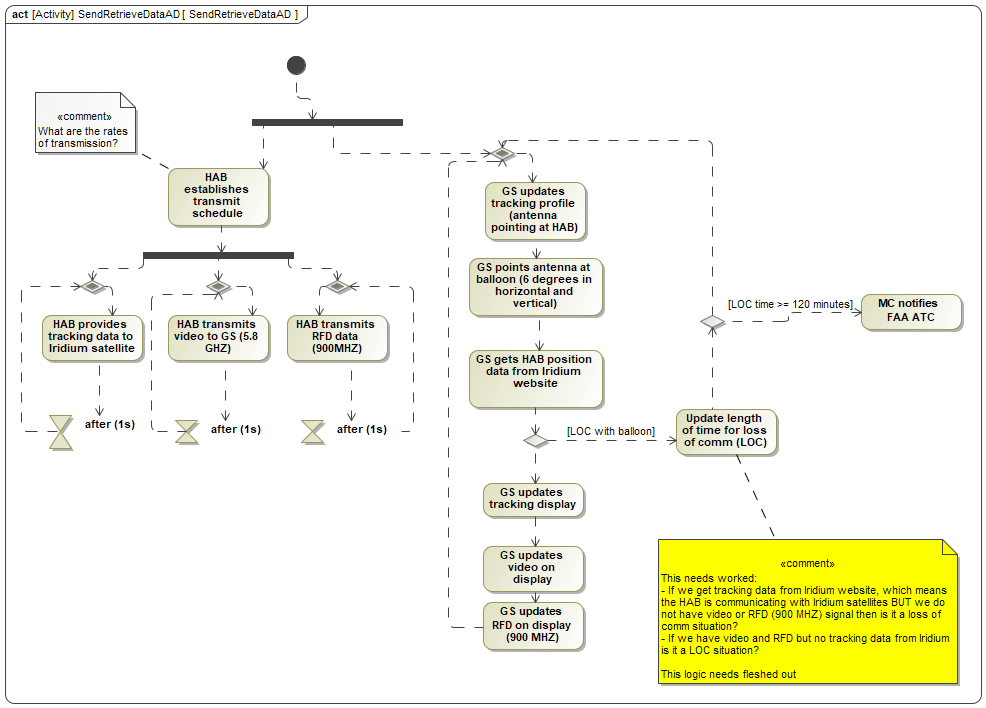 act [Activity] SendRetrieveDataAD [ SendRetrieveDataAD ]
«comment»
What are the rates
of transmission?
HAB
establishes
transmit
schedule
HAB provides
tracking data to
Iridium satellite
HAB transmits
video to GS (5.8
GHZ)
HAB transmits
RFD data
(900MHZ)
after (1s)
after (1s)
after (1s)
GS updates
tracking profile
(antenna
pointing at HAB)
GS points antenna at
balloon (6 degrees in
horizontal and
vertical)
GS gets HAB position
data from Iridium
website
[LOC with balloon]
GS updates
tracking display
GS updates
video on
display
GS updates
RFD on display
(900 MHZ)
Update length
of time for loss
of comm (LOC)
[LOC time >= 120 minutes]
MC notifies
FAA ATC
«comment»
This needs worked:
- If we get tracking data from Iridium website, which means
the HAB is communicating with Iridium satellites BUT we do
not have video or RFD (900 MHZ) signal then is it a loss of
comm situation?
- If we have video and RFD but no tracking data from Iridium
is it a LOC situation?
This logic needs fleshed out